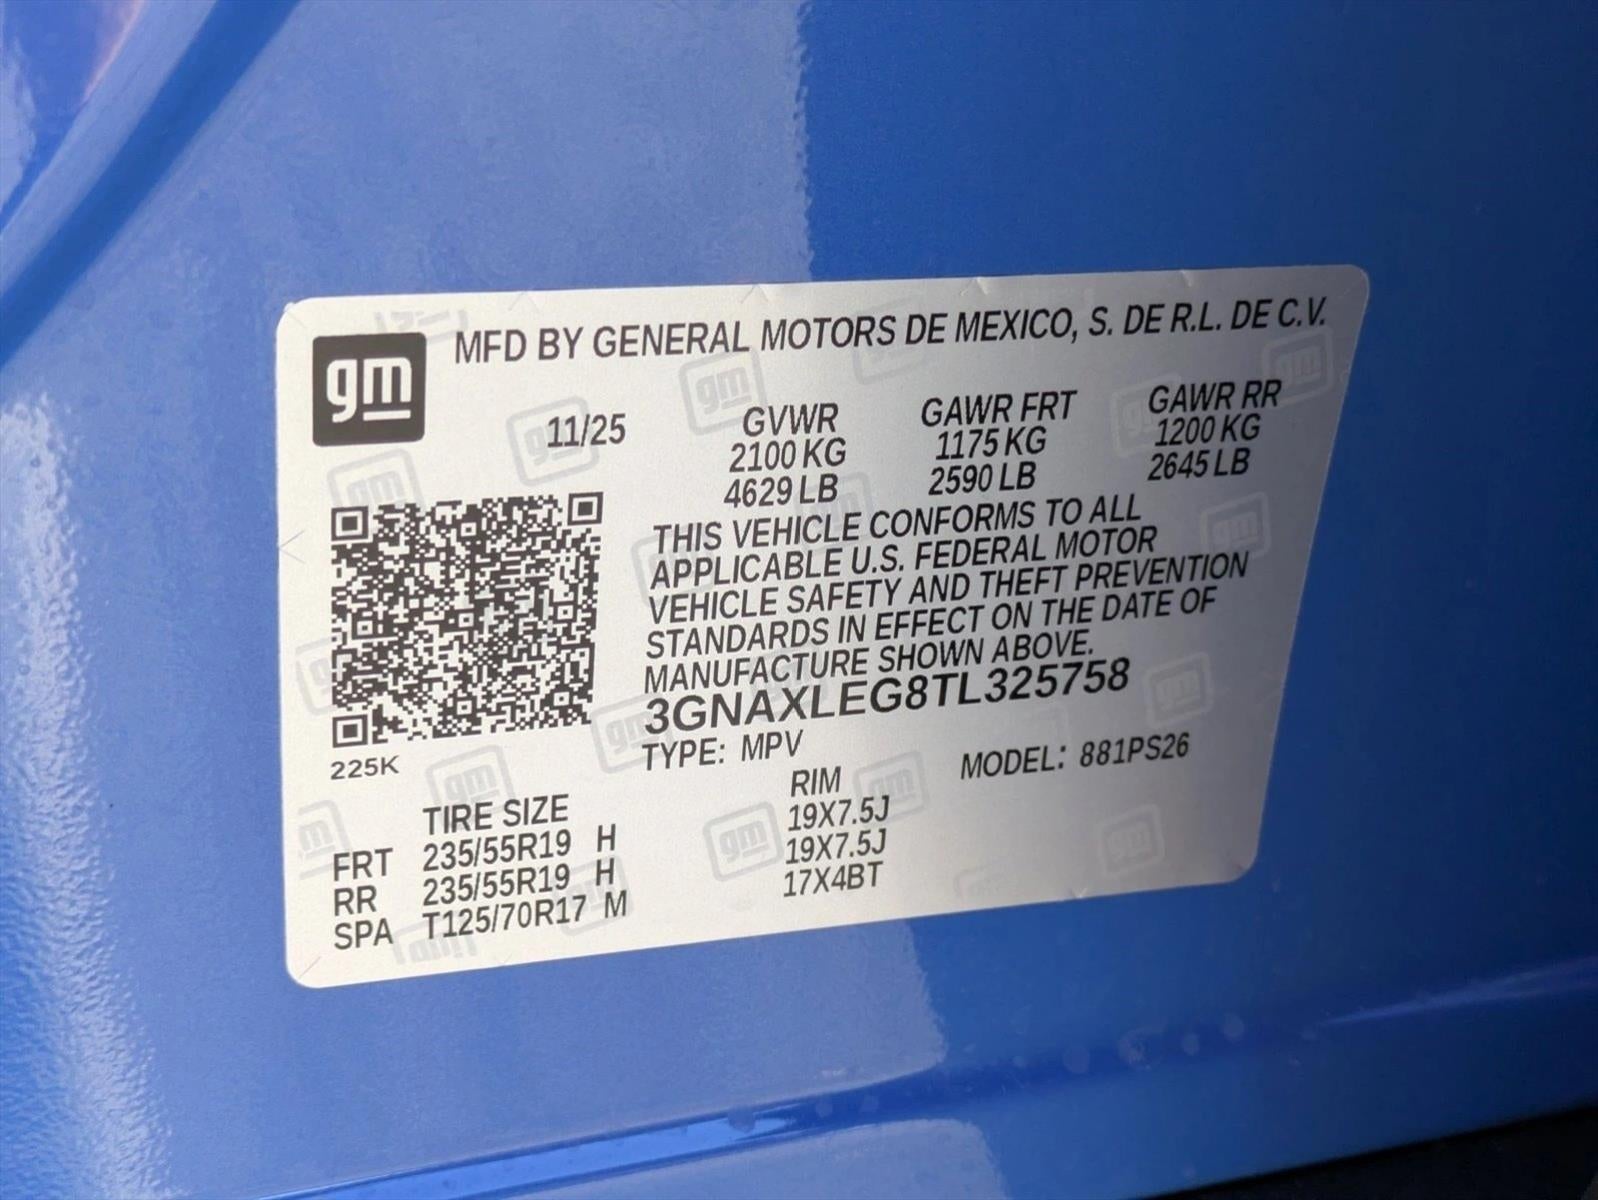 gm
MFD BY GENERAL MOTORS DE MEXICO, S. DE R.L. DE C.V.
11/25 GVWR GAWR FRT GAWR RR
2100 KG 1175 KG 1200 KG
4629 LB 2590 LB 2645 LB
THIS VEHICLE CONFORMS TO ALL
APPLICABLE U.S. FEDERAL MOTOR
VEHICLE SAFETY AND THEFT PREVENTION
STANDARDS IN EFFECT ON THE DATE OF
MANUFACTURE SHOWN ABOVE.
3GNAXLEG8TL325758
TYPE: MPV MODEL: 881PS26
225K
TIRE SIZE RIM
FRT 235/55R19 H 19X7.5J
RR 235/55R19 H 19X7.5J
SPA T125/70R17 M 17X4BT